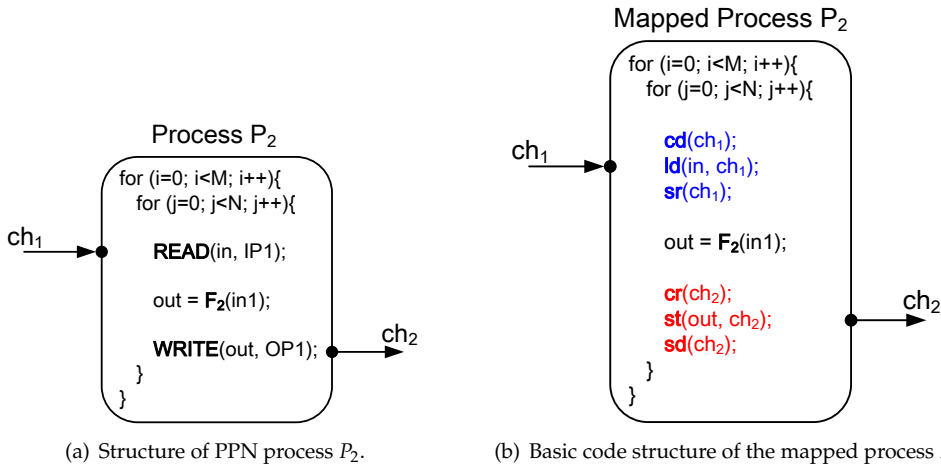 Process P2
ch1
for (i=0; i<M; i++){
for (j=0; j<N; j++){
READ(in, IP1);
out = F2(in1);
WRITE(out, OP1);
}
}
ch2
(a) Structure of PPN process P2.
Mapped Process P2
ch1
for (i=0; i<M; i++){
for (j=0; j<N; j++){
cd(ch1);
ld(in, ch1);
sr(ch1);
out = F2(in1);
cr(ch2);
st(out, ch2);
sd(ch2);
}
}
ch2
(b) Basic code structure of the mapped process